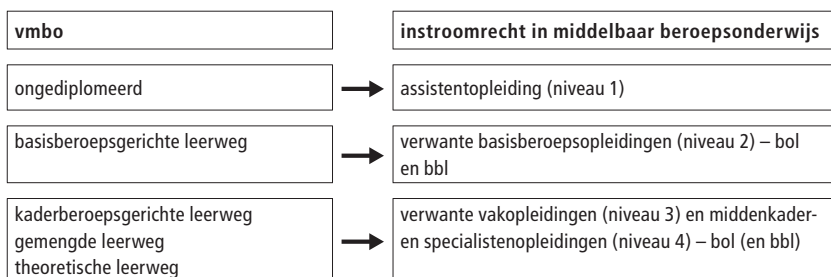 vmbo
instroomrecht in middelbaar beroepsonderwijs
ongediplomeerd
assistentopleiding (niveau 1)
basisberoepsgerichte leerweg
verwante basisberoepsopleidingen (niveau 2) – bol
en bbl
kaderberoepsgerichte leerweg
gemengde leerweg
theoretische leerweg
verwante vakopleidingen (niveau 3) en middenkader-
en specialistenopleidingen (niveau 4) – bol (en bbl)